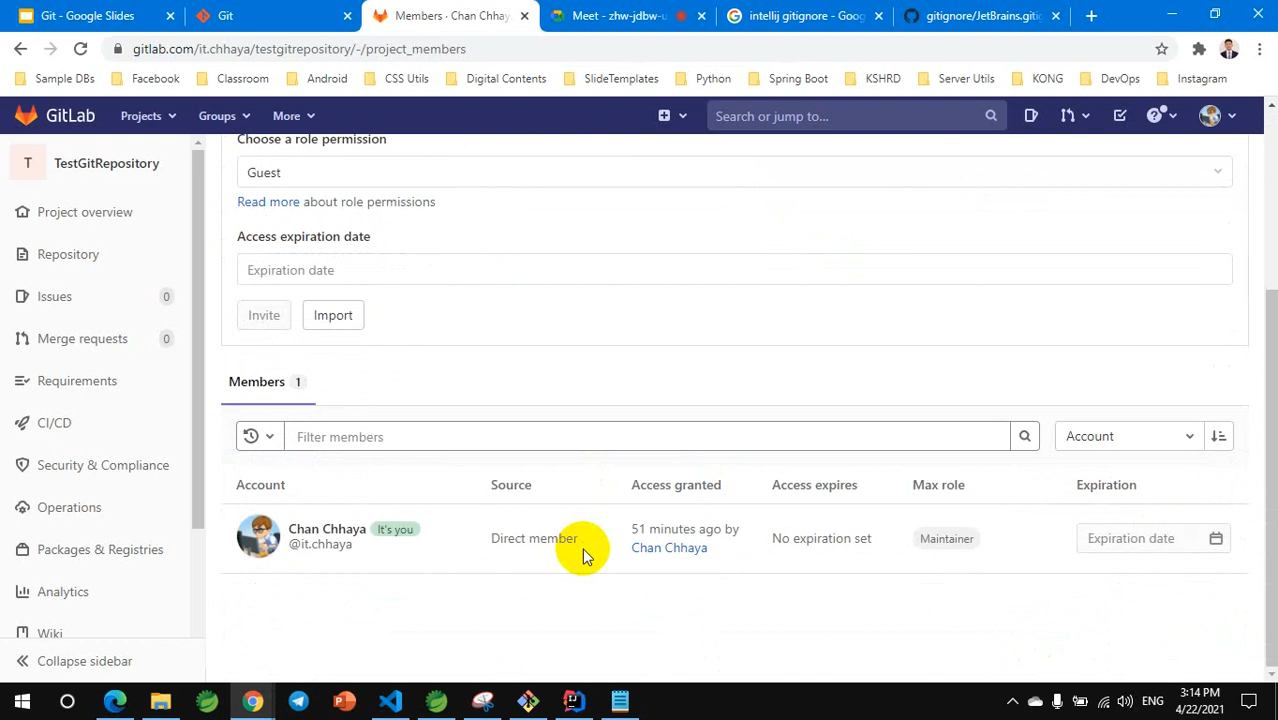 Git - Google Slides
Git
Members · Chan Chhay
Meet - zhw-jdbw-u
intellij gitignore - Goog
gitignore/JetBrains.gitig
gitlab.com/it.chhaya/testgitrepository/-/project_members
Sample DBs
Facebook
Classroom
Android
CSS Utils
Digital Contents
SlideTemplates
Python
Spring Boot
KSHRD
Server Utils
KONG
DevOps
Instagram
GitLab
Projects
Groups
More
Search or jump to...
T
TestGitRepository
Project overview
Repository
Issues 0
Merge requests 0
Requirements
CI/CD
Security & Compliance
Operations
Packages & Registries
Analytics
Wiki
Collapse sidebar
Choose a role permission
Guest
Read more about role permissions
Access expiration date
Expiration date
Invite
Import
Members 1
Filter members
Account
Account Source Access granted Access expires Max role Expiration
Chan Chhaya It's you
@it.chhaya
Direct member
51 minutes ago by
Chan Chhaya
No expiration set
Maintainer
Expiration date
ENG
3:14 PM
4/22/2021